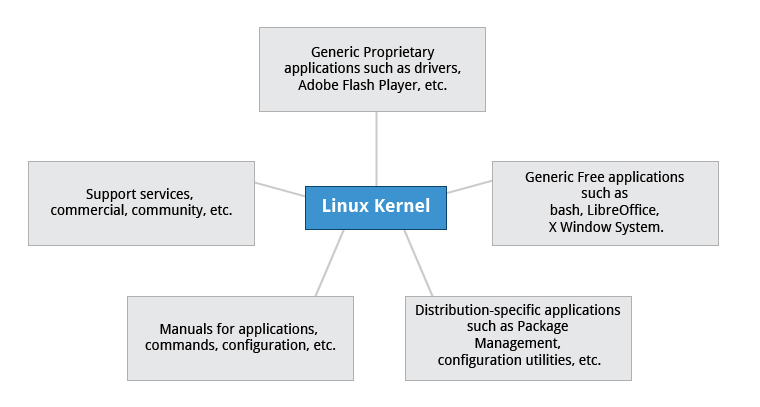 Generic Proprietary
applications such as drivers,
Adobe Flash Player, etc.
Support services,
commercial, community, etc.
Linux Kernel
Generic Free applications
such as
bash, LibreOffice,
X Window System.
Manuals for applications,
commands, configuration, etc.
Distribution-specific applications
such as Package
Management,
configuration utilities, etc.